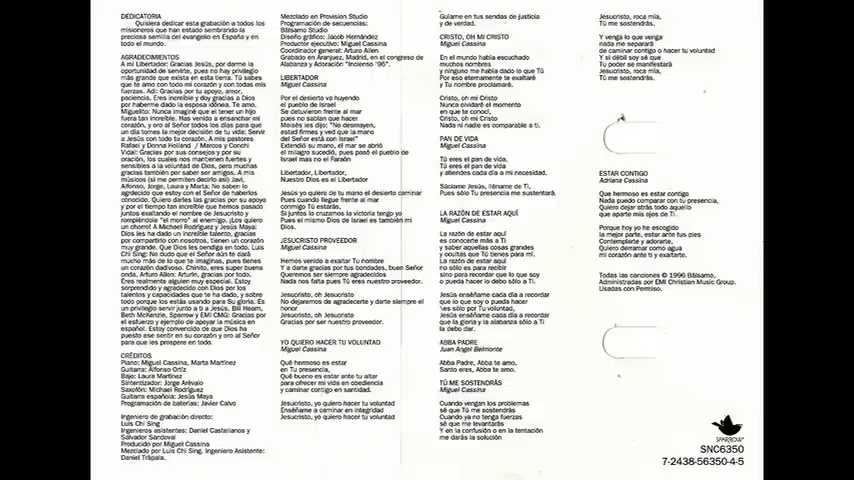 DEDICATORIA
Quisiera dedicar esta grabación a todos los
misioneros que han estado sembrando la
preciosa semilla del evangelio en España y en
todo el mundo.
AGRADECIMIENTOS
A mi Libertador: Gracias Jesús, por darme la
oportunidad de servirte, pues no hay privilegio
más grande que exista en esta tierra. Tú sabes
que te amo con todo mi corazón y con todas mis
fuerzas. Adi: Gracias por tu apoyo, amor,
paciencia. Eres increíble y doy gracias a Dios
por haberme dado la esposa idónea. Te amo.
Miguelito: Nunca imaginé que el tener un hijo
fuera tan increíble. Has venido a ensanchar mi
corazón, y oro al Señor todos los días para que
un día tomes la mejor decisión de tu vida: Servir
a Jesús con todo te corazón. A mis pastores
Rafael y Donna Holland / Marcos y Conchi
Vidal: Gracias por sus consejos y por su
oración, los cuales nos mantienen fuertes y
sensibles a la voluntad de Dios, pero muchas
gracias también por saber ser amigos. A mis
músicos (si me permiten decirlo así) Javi,
Alfonso, Jorge, Laura y Marta: No saben lo
agradecido que estoy con el Señor de haberlos
conocido. Quiero darles gracias por su apoyo
y por el tiempo tan increíble que hemos pasado
juntos exaltando el nombre de Jesucristo y
rompiéndole "el morro" al enemigo. ¡Los quiero
un chorro! A Michael Rodríguez y Jesús Maya:
Dios les ha dado un increíble talento, gracias
por compartirlo con nosotros, tienen un corazón
muy grande. Que Dios les bendiga en todo. Luis
Chi Sing: No dudo que el Señor aún te dará
mucho más de lo que te imaginas, pues tienes
un corazón dadivoso. Chinito, eres super buena
onda. Arturo Allen: Arturín, gracias por todo.
Eres realmente alguien muy especial. Estoy
sorprendido y agradecido con Dios por los
talentos y capacidades que te ha dado, y sobre
todo porque los estás usando para Su gloria. Es
un privilegio servir junto a ti a Jesús. Bill Hearn,
Beth McKenzie, Sparrow y EMI CMG: Gracias por
el esfuerzo y ejemplo de apoyar la música en
español. Estoy convencido de que Dios ha
puesto ese sentir en su corazón y oro al Señor
para que les prospere en todo.
CRÉDITOS
Piano: Miguel Cassina, Marta Martínez
Guitarra: Alfonso Ortíz
Bajo: Laura Martínez
Sintentizador: Jorge Arévalo
Saxofón: Michael Rodríguez
Guitarra española: Jesús Maya
Programación de baterías: Javier Calvo
Ingeniero de grabación directo:
Luis Chi Sing
Ingenieros asistentes: Daniel Castellanos y
Salvador Sandoval
Producido por Miguel Cassina
Mezclado por Luis Chi Sing. Ingeniero Asistente:
Daniel Trápala.
Mezclado en Provision Studio
Programación de secuencias:
Bálsamo Studio
Diseño gráfico: Jacob Hernández
Productor ejecutivo: Miguel Cassina
Coordinador general: Arturo Allen
Grabado en Aranjuez, Madrid, en el congreso de
Alabanza y Adoración "Incienso '96".
LIBERTADOR
Miguel Cassina
Por el desierto va huyendo
el pueblo de Israel
Se detuvieron frente al mar
pues no sabían que hacer
Moisés les dijo: "No desmayen,
estad firmes y ved que la mano
del Señor está con Israel"
Extendió su mano, el mar se abrió
el milagro sucedió, pues pasó el pueblo de
Israel mas no el Faraón
Libertador, Libertador,
Nuestro Dios es el Libertador
Jesús yo quiero de tu mano el desierto caminar
Pues cuando llegue frente al mar
conmigo Tú estarás,
Si juntos lo cruzamos la victoria tengo yo
Pues el mismo Dios de Israel es también mi
Dios.
JESUCRISTO PROVEEDOR
Miguel Cassina
Hemos venido a exaltar Tu nombre
Y a darte gracias por tus bondades, buen Señor
Queremos ser siempre agradecidos
Nada nos falta pues Tú eres nuestro proveedor.
Jesucristo, oh Jesucristo
No dejaremos de agradecerte y darte siempre el
honor
Jesucristo, oh Jesucristo
Gracias por ser nuestro proveedor.
YO QUIERO HACER TU VOLUNTAD
Miguel Cassina
Qué hermoso es estar
En Tu presencia,
Qué bueno es estar ante tu altar
para ofrecer mi vida en obediencia
y caminar contigo en santidad.
Jesucristo, yo quiero hacer tu voluntad
Enséñame a caminar en integridad
Jesucristo, yo quiero hacer tu voluntad
Guíame en tus sendas de justicia
y de verdad.
CRISTO, OH MI CRISTO
Miguel Cassina
En el mundo había escuchado
muchos nombres
y ninguno me había dado lo que Tú
Por eso eternamente te exaltaré
y Tu nombre proclamaré.
Cristo, oh mi Cristo
Nunca olvidaré el momento
en que te conocí,
Cristo, oh mi Cristo
Nada ni nadie es comparable a ti.
PAN DE VIDA
Miguel Cassina
Tú eres el pan de vida,
Tú eres el pan de vida
y atiendes cada día a mi necesidad.
Sáciame Jesús, lléname de Ti,
Pues sólo Tu presencia me sustentará.
LA RAZÓN DE ESTAR AQUÍ
Miguel Cassina
La razón de estar aquí
es conocerte más a Ti
y saber aquellas cosas grandes
y ocultas que Tú tienes para mí.
La razón de estar aquí
no sólo es para recibir
sino para recordar que lo que soy
o pueda hacer lo debo sólo a Ti.
Jesús enséñame cada día a recordar
que lo que soy o pueda hacer
es sólo por Tu voluntad,
Jesús enséñame cada día a recordar
que la gloria y la alabanza sólo a Ti
la debo dar.
ABBA PADRE
Juan Angel Belmonte
Abba Padre, Abba te amo,
Santo eres, Abba te amo.
TÚ ME SOSTENDRÁS
Miguel Cassina
Cuando vengan los problemas
sé que Tú me sostendrás
Cuando ya no tenga fuerzas
sé que me levantarás
Y en la confusión o en la tentación
me darás la solución
Jesucristo, roca mía,
Tú me sostendrás.
Y venga lo que venga
nada me separará
de caminar contigo o hacer tu voluntad
Y si débil soy sé que
Tu poder se manifestará
Jesucristo, roca mía,
Tú me sostendrás.
ESTAR CONTIGO
Adriana Cassina
Que hermoso es estar contigo
Nada puedo comparar con tu presencia,
Quiero dejar atrás todo aquello
que aparte mis ojos de Ti.
Porque hoy yo he escogido
la mejor parte, estar ante tus pies
Contemplarte y adorarte,
Quiero derramar como agua
mi corazón ante ti y exaltarte.
Todas las canciones © 1996 Bálsamo,
Administradas por EMI Christian Music Group.
Usadas con Permiso.
SPARROW
SNC6350
7-2438-56350-4-5